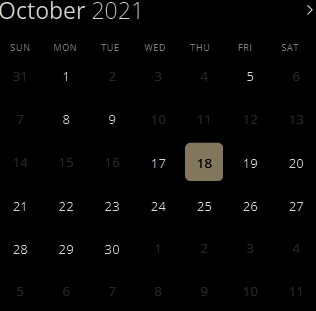 October 2021
SUN MON TUE WED THU FRI SAT
31 1 2 3 4 5 6
7 8 9 10 11 12 13
14 15 16 17 18 19 20
21 22 23 24 25 26 27
28 29 30 1 2 3 4
5 6 7 8 9 10 11